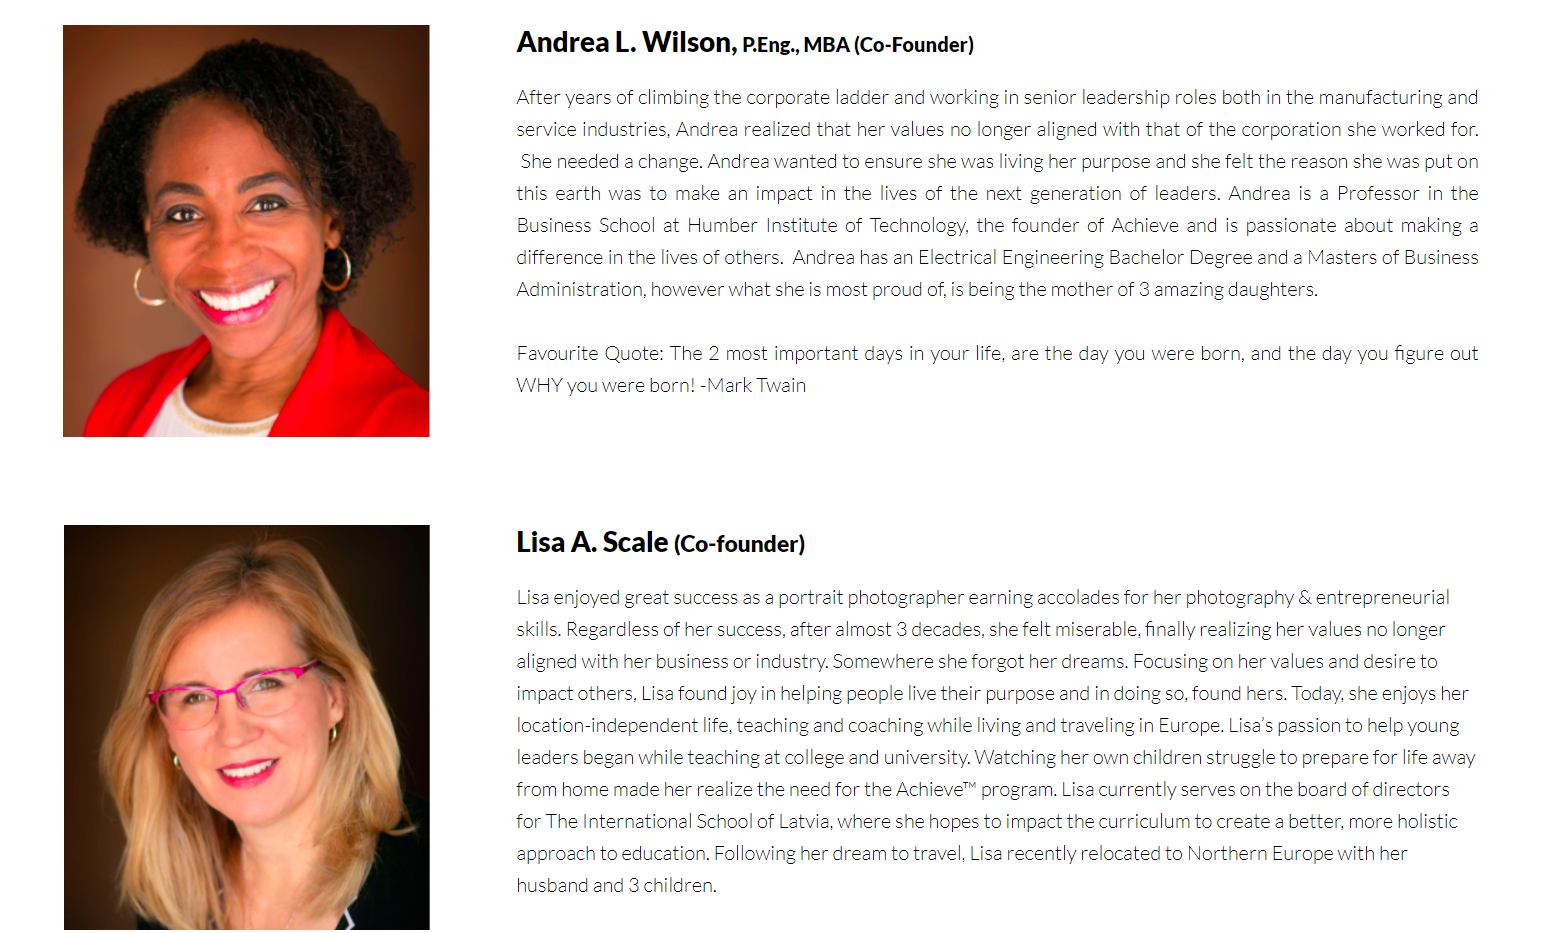 Andrea L. Wilson, P.Eng., MBA (Co-Founder)
After years of climbing the corporate ladder and working in senior leadership roles both in the manufacturing and
service industries, Andrea realized that her values no longer aligned with that of the corporation she worked for.
She needed a change. Andrea wanted to ensure she was living her purpose and she felt the reason she was put on
this earth was to make an impact in the lives of the next generation of leaders. Andrea is a Professor in the
Business School at Humber Institute of Technology, the founder of Achieve and is passionate about making a
difference in the lives of others.  Andrea has an Electrical Engineering Bachelor Degree and a Masters of Business
Administration, however what she is most proud of, is being the mother of 3 amazing daughters.
Favourite Quote: The 2 most important days in your life, are the day you were born, and the day you figure out
WHY you were born! -Mark Twain
Lisa A. Scale (Co-founder)
Lisa enjoyed great success as a portrait photographer earning accolades for her photography & entrepreneurial
skills. Regardless of her success, after almost 3 decades, she felt miserable, finally realizing her values no longer
aligned with her business or industry. Somewhere she forgot her dreams. Focusing on her values and desire to
impact others, Lisa found joy in helping people live their purpose and in doing so, found hers. Today, she enjoys her
location-independent life, teaching and coaching while living and traveling in Europe. Lisa’s passion to help young
leaders began while teaching at college and university. Watching her own children struggle to prepare for life away
from home made her realize the need for the Achieve™ program. Lisa currently serves on the board of directors
for The International School of Latvia, where she hopes to impact the curriculum to create a better, more holistic
approach to education. Following her dream to travel, Lisa recently relocated to Northern Europe with her
husband and 3 children.